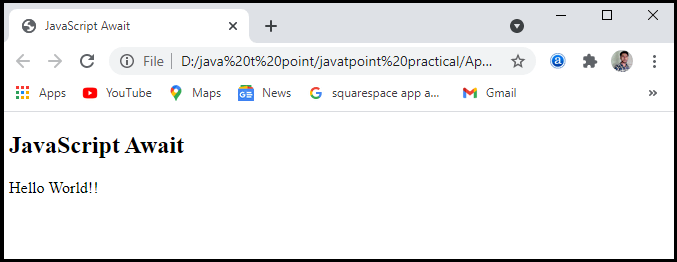 JavaScript Await
File D:/java%20t%20point/javatpoint%20practical/Ap...
Apps YouTube Maps News squarespace app a... Gmail
JavaScript Await
Hello World!!